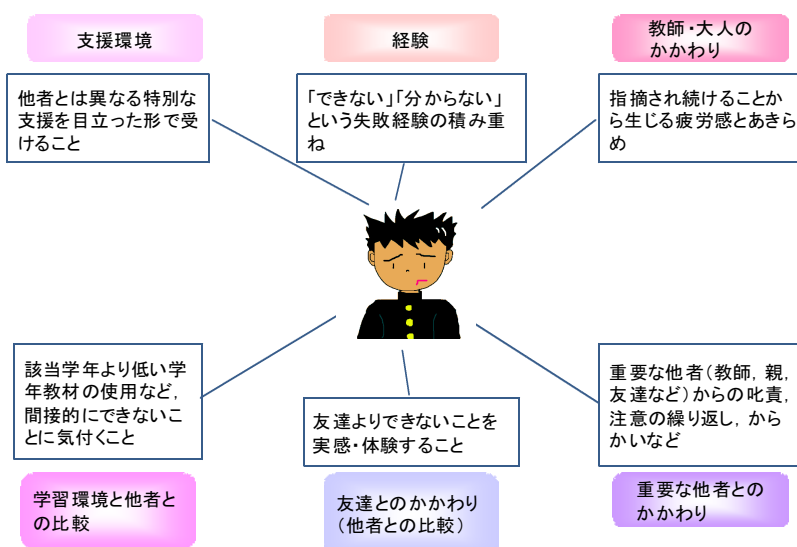 支援環境
経験
教師・大人の
かかわり
他者とは異なる特別な
支援を目立った形で受
けること
「できない」「分からない」
という失敗経験の積み重
ね
指摘され続けることか
ら生じる疲労感とあきら
め
該当学年より低い学
年教材の使用など,
間接的にできないこ
とに気付くこと
友達よりできないことを
実感・体験すること
重要な他者(教師, 親,
友達など)からの叱責,
注意の繰り返し, から
かいなど
学習環境と他者と
の比較
友達とのかかわり
(他者との比較)
重要な他者との
かかわり